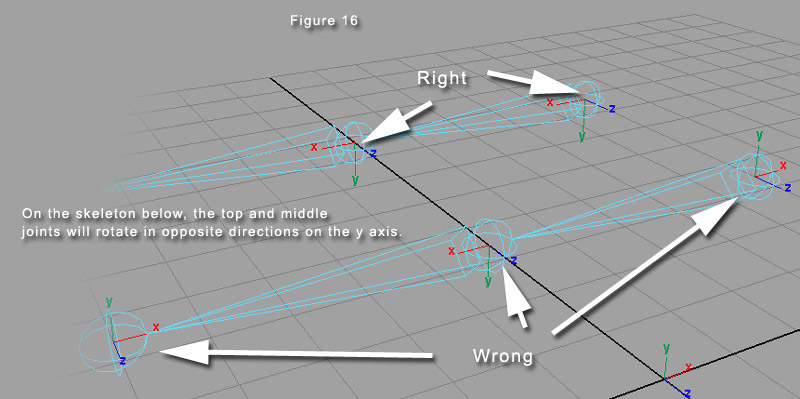 Figure 16
Right
x
z
y
x
z
y
y
x
z
On the skeleton below, the top and middle
joints will rotate in opposite directions on the y axis.
x
z
y
y
x
z
Wrong
y
x
z